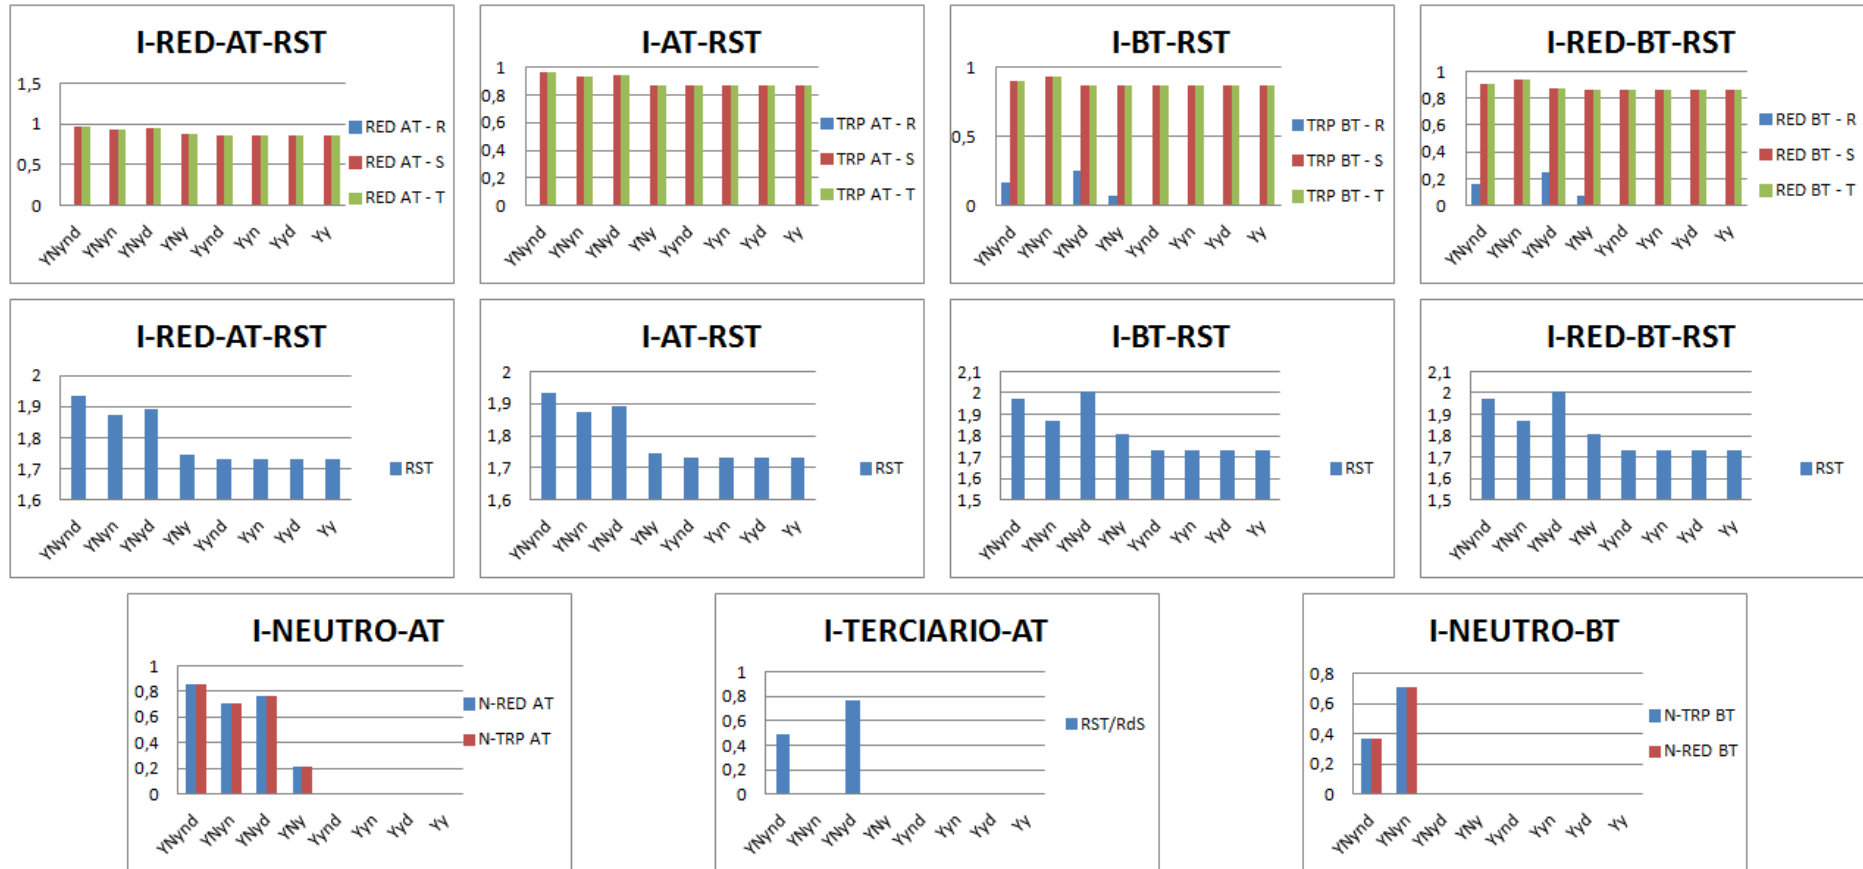 I-RED-AT-RST
1,5
1
0,5
0
RED AT - R
RED AT - S
RED AT - T
YNynd
YNyn
YNyd
YNy
Yynd
Yyn
Yyd
Yy
I-AT-RST
1
0,8
0,6
0,4
0,2
0
TRP AT - R
TRP AT - S
TRP AT - T
YNynd
YNyn
YNyd
YNy
Yynd
Yyn
Yyd
Yy
I-BT-RST
1
0,5
0
TRP BT - R
TRP BT - S
TRP BT - T
YNynd
YNyn
YNyd
YNy
Yynd
Yyn
Yyd
Yy
I-RED-BT-RST
1
0,8
0,6
0,4
0,2
0
RED BT - R
RED BT - S
RED BT - T
YNynd
YNyn
YNyd
YNy
Yynd
Yyn
Yyd
Yy
I-RED-AT-RST
2
1,9
1,8
1,7
1,6
RST
YNynd
YNyn
YNyd
YNy
Yynd
Yyn
Yyd
Yy
I-AT-RST
2
1,9
1,8
1,7
1,6
RST
YNynd
YNyn
YNyd
YNy
Yynd
Yyn
Yyd
Yy
I-BT-RST
2,1
2
1,9
1,8
1,7
1,6
1,5
RST
YNynd
YNyn
YNyd
YNy
Yynd
Yyn
Yyd
Yy
I-RED-BT-RST
2,1
2
1,9
1,8
1,7
1,6
1,5
RST
YNynd
YNyn
YNyd
YNy
Yynd
Yyn
Yyd
Yy
I-NEUTRO-AT
1
0,8
0,6
0,4
0,2
0
N-RED AT
N-TRP AT
YNynd
YNyn
YNyd
YNy
Yynd
Yyn
Yyd
Yy
I-TERCIARIO-AT
1
0,8
0,6
0,4
0,2
0
RST/RdS
YNynd
YNyn
YNyd
YNy
Yynd
Yyn
Yyd
Yy
I-NEUTRO-BT
0,8
0,6
0,4
0,2
0
N-TRP BT
N-RED BT
YNynd
YNyn
YNyd
YNy
Yynd
Yyn
Yyd
Yy